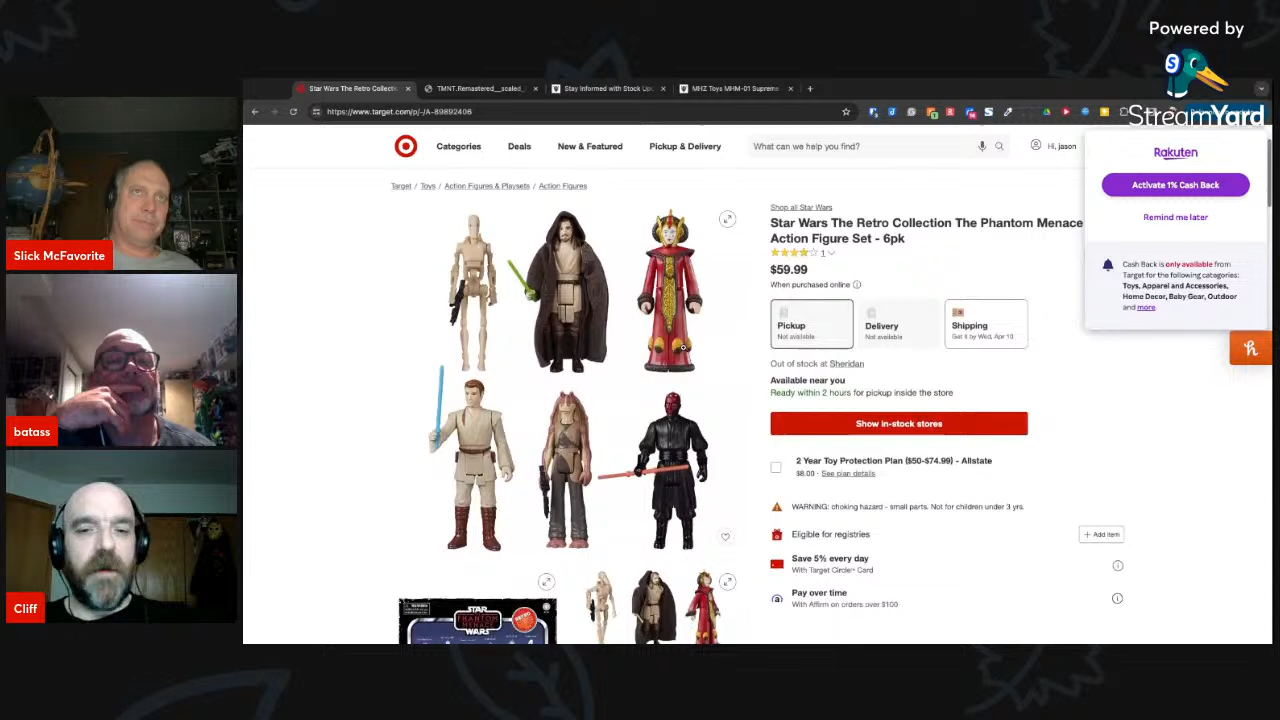 Powered by
StreamYard
Star Wars The Retro Collecti
TMNT.Remastered__scaled_
Stay Informed with Stock Up
MHZ Toys MHM-01 Supreme
https://www.target.com/p/-/A-89892406
Categories
Deals
New & Featured
Pickup & Delivery
What can we help you find?
Hi, jason
Rakuten
Activate 1% Cash Back
Remind me later
Cash Back is only available from
Target for the following categories:
Toys, Apparel and Accessories,
Home Decor, Baby Gear, Outdoor
and more.
Target / Toys / Action Figures & Playsets / Action Figures
Shop all Star Wars
Star Wars The Retro Collection The Phantom Menace
Action Figure Set - 6pk
1
$59.99
When purchased online
Pickup
Not available
Delivery
Not available
Shipping
Get it by Wed, Apr 10
Out of stock at Sheridan
Available near you
Ready within 2 hours for pickup inside the store
Show in-stock stores
2 Year Toy Protection Plan ($50-$74.99) - Allstate
$8.00 · See plan details
WARNING: choking hazard - small parts. Not for children under 3 yrs.
Eligible for registries
Add item
Save 5% every day
With Target Circle™ Card
Pay over time
With Affirm on orders over $100
STAR
PHANTOM
MENACE
WARS
Slick McFavorite
batass
Cliff